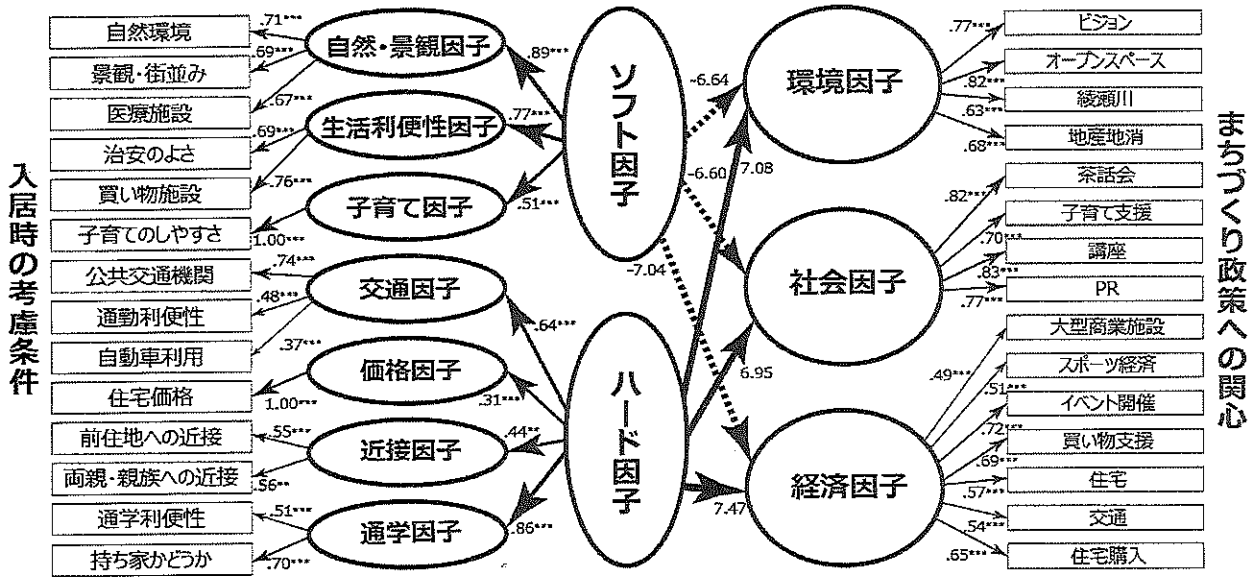 入居時の考慮条件
自然環境
景観・街並み
医療施設
治安のよさ
買い物施設
子育てのしやすさ
公共交通機関
通勤利便性
自動車利用
住宅価格
前住地への近接
両親・親族への近接
通学利便性
持ち家かどうか
.71***
.69***
.67***
.69***
.76***
1.00***
.74***
.48***
.37***
1.00***
.55***
.56**
.51***
.70***
自然・景観因子
生活利便性因子
子育て因子
交通因子
価格因子
近接因子
通学因子
.89***
.77***
.51***
.64***
.31***
.44**
.86***
ソフト因子
ハード因子
-6.64
-6.60
-7.04
7.08
6.95
7.47
環境因子
社会因子
経済因子
.77***
.82***
.63***
.68***
.82***
.70***
.83***
.77***
.49***
.51***
.72***
.69***
.57***
.54***
.65***
ビジョン
オープンスペース
綾瀬川
地産地消
茶話会
子育て支援
講座
PR
大型商業施設
スポーツ経済
イベント開催
買い物支援
住宅
交通
住宅購入
まちづくり政策への関心